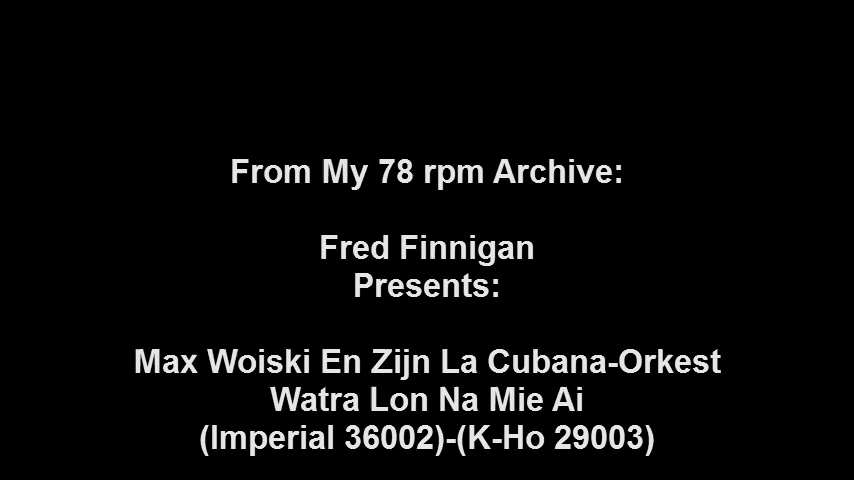 From My 78 rpm Archive:
Fred Finnigan
Presents:
Max Woiski En Zijn La Cubana-Orkest
Watra Lon Na Mie Ai
(Imperial 36002)-(K-Ho 29003)